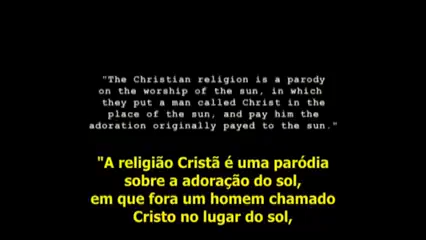 "The Christian religion is a parody
on the worship of the sun, in which
they put a man called Christ in the
place of the sun, and pay him the
adoration originally payed to the sun."
"A religião Cristã é uma paródia
sobre a adoração do sol,
em que fora um homem chamado
Cristo no lugar do sol,